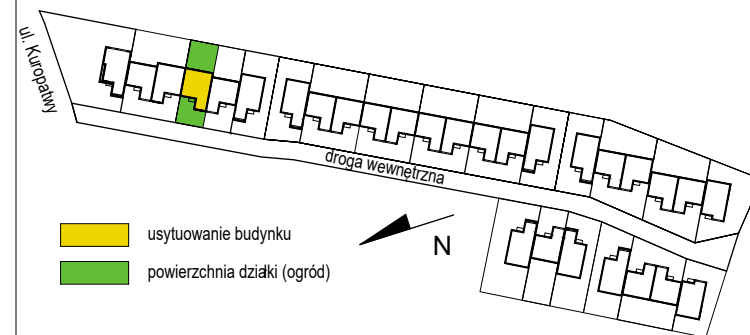 ul. Kuropatwy
droga wewnętrzna
usytuowanie budynku
N
powierzchnia działki (ogród)